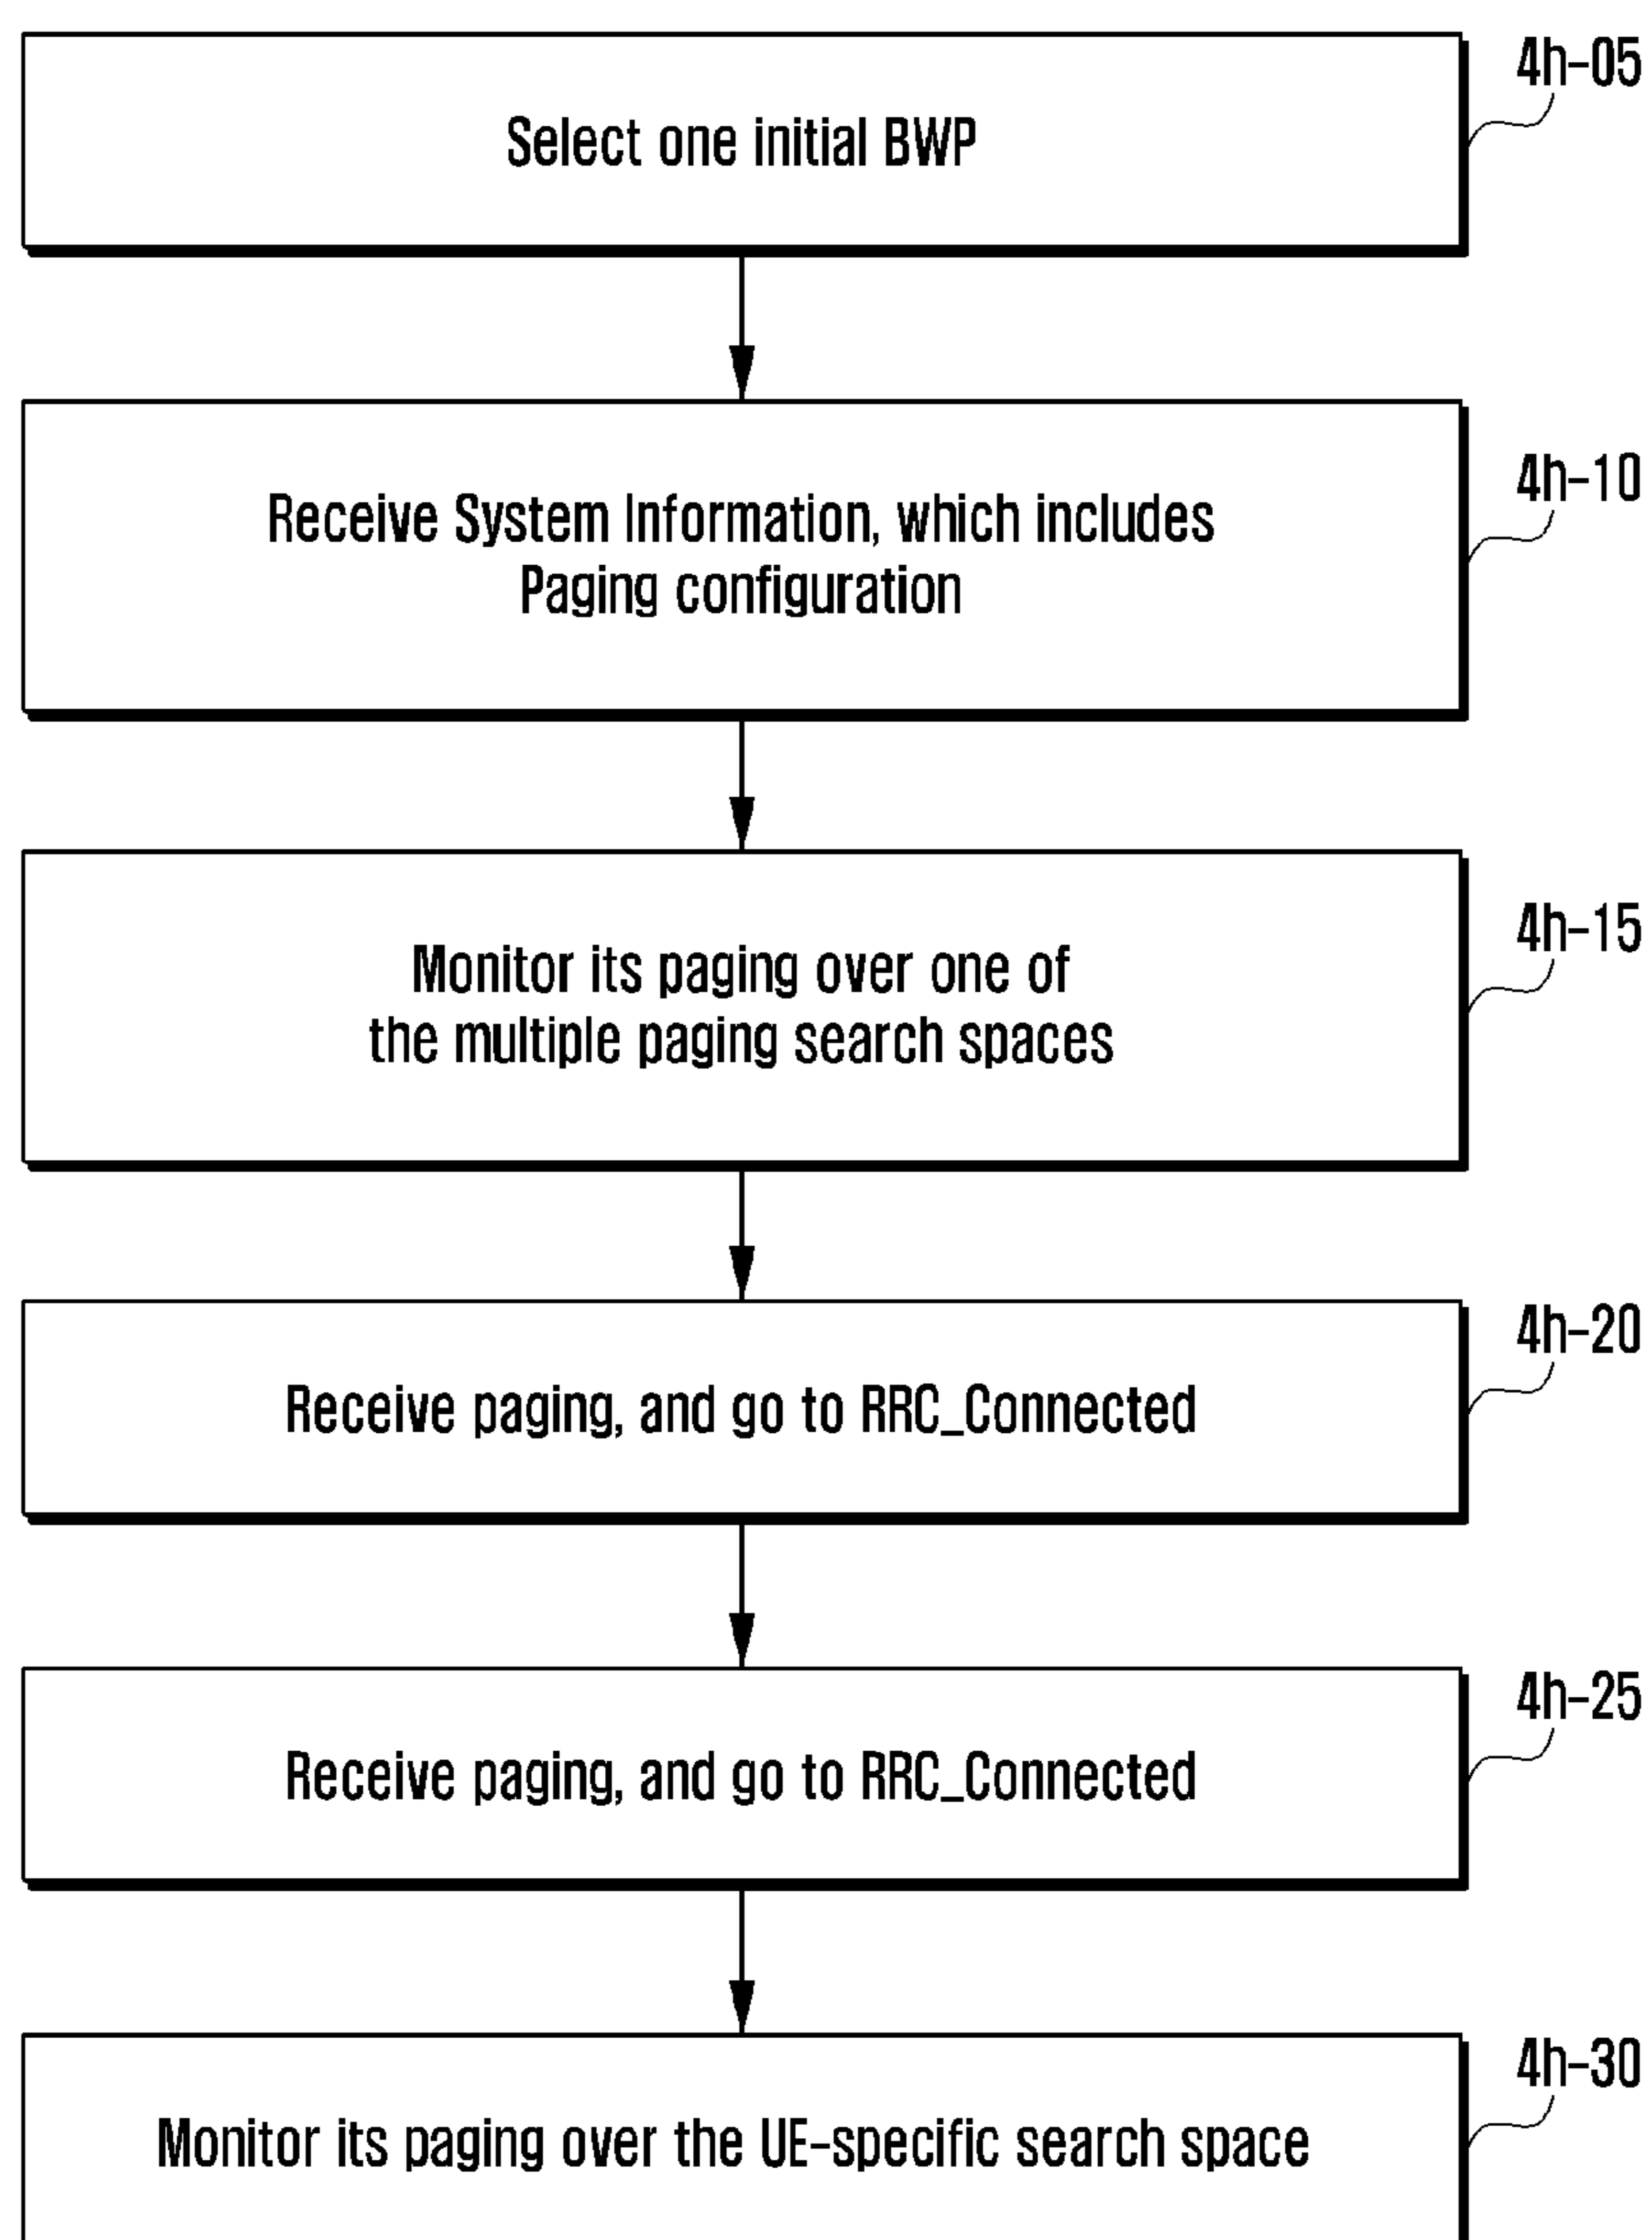 4h-05
Select one initial BWP
4h-10
Receive System Information, which includes
Paging configuration
4h-15
Monitor its paging over one of
the multiple paging search spaces
4h-20
Receive paging, and go to RRC_Connected
4h-25
Receive paging, and go to RRC_Connected
4h-30
Monitor its paging over the UE-specific search space